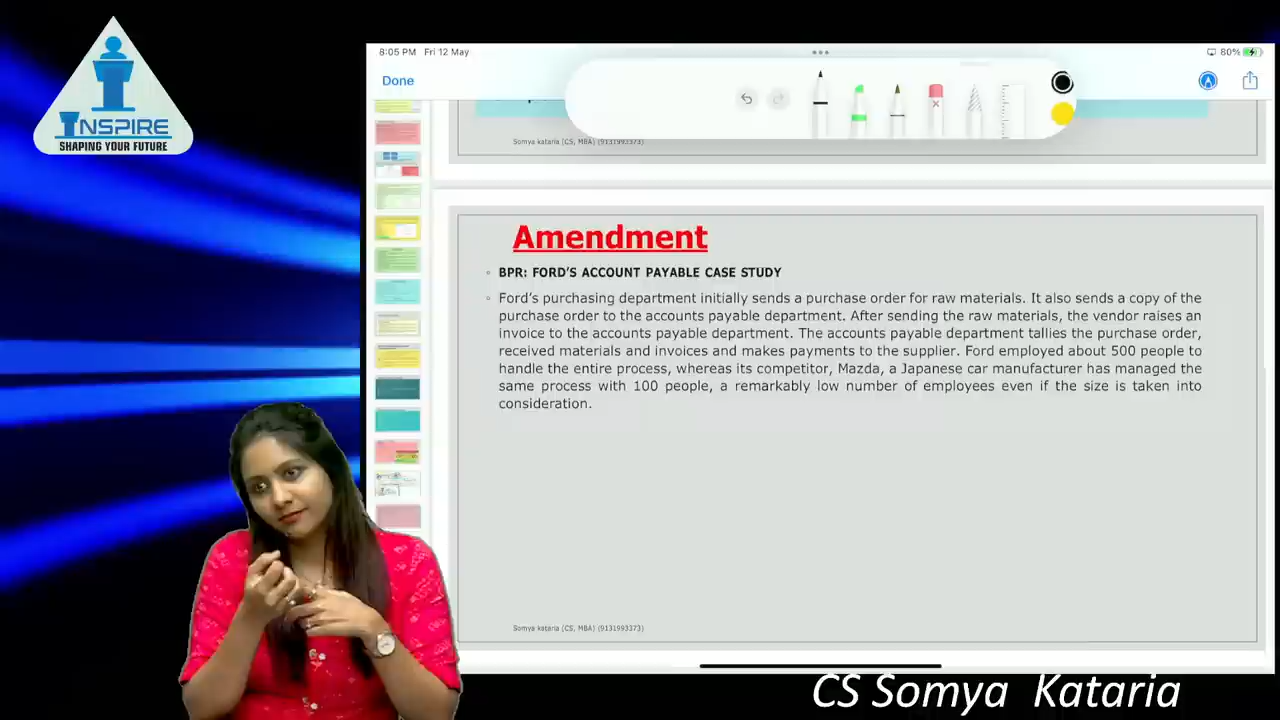 INSPIRE
SHAPING YOUR FUTURE
8:05 PM Fri 12 May
80%
Done
Somya kataria (CS, MBA) (9131993373)
Amendment
BPR: FORD'S ACCOUNT PAYABLE CASE STUDY
Ford's purchasing department initially sends a purchase order for raw materials. It also sends a copy of the
purchase order to the accounts payable department. After sending the raw materials, the vendor raises an
invoice to the accounts payable department. The accounts payable department tallies the purchase order,
received materials and invoices and makes payments to the supplier. Ford employed about 500 people to
handle the entire process, whereas its competitor, Mazda, a Japanese car manufacturer has managed the
same process with 100 people, a remarkably low number of employees even if the size is taken into
consideration.
Somya kataria (CS, MBA) (9131993373)
CS Somya Kataria